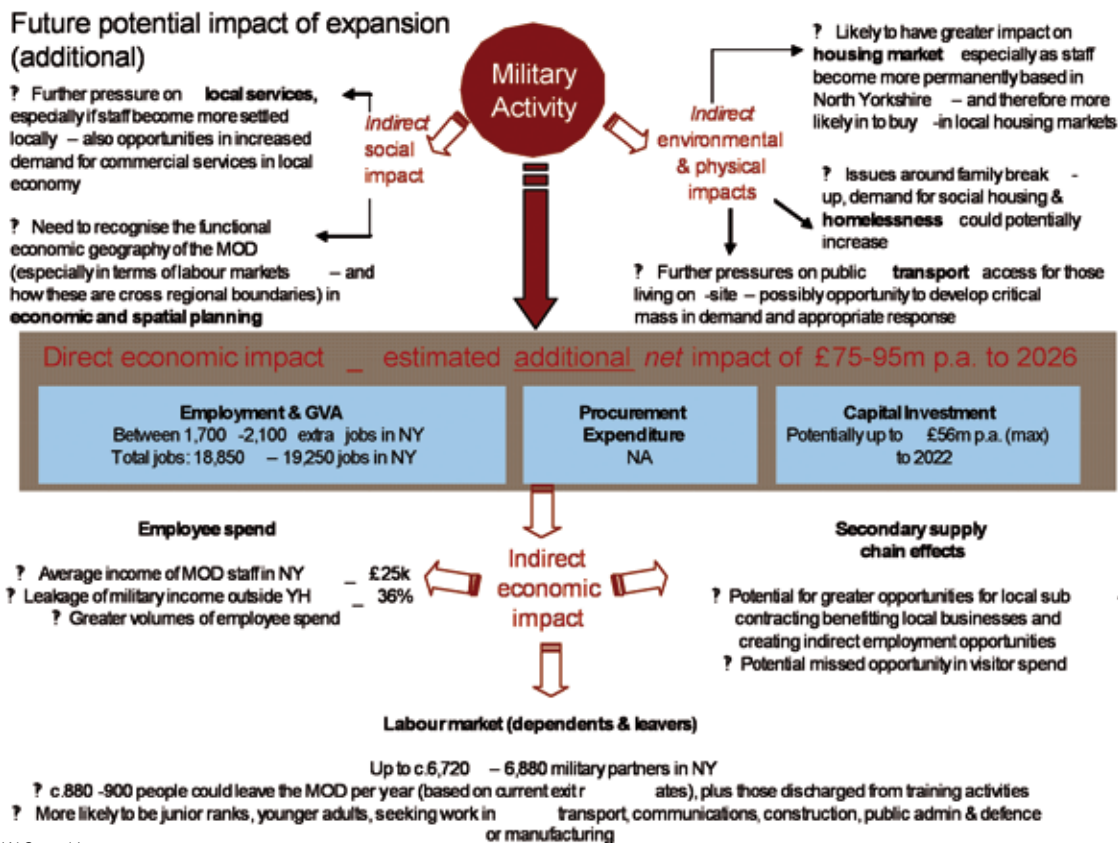 Future potential impact of expansion
(additional)
Military
Activity
? Further pressure on local services,
especially if staff become more settled
locally – also opportunities in increased
demand for commercial services in local
economy
Indirect
social
impact
? Need to recognise the functional
economic geography of the MOD
(especially in terms of labour markets – and
how these are cross regional boundaries) in
economic and spatial planning
Indirect
environmental
& physical
impacts
? Likely to have greater impact on
housing market especially as staff
become more permanently based in
North Yorkshire – and therefore more
likely in to buy -in local housing markets
? Issues around family break -
up, demand for social housing &
homelessness could potentially
increase
? Further pressures on public transport access for those
living on -site – possibly opportunity to develop critical
mass in demand and appropriate response
Direct economic impact _ estimated additional net impact of £75-95m p.a. to 2026
Employment & GVA
Between 1,700 -2,100 extra jobs in NY
Total jobs: 18,850 – 19,250 jobs in NY
Procurement
Expenditure
NA
Capital Investment
Potentially up to £56m p.a. (max)
to 2022
Employee spend
? Average income of MOD staff in NY _ £25k
? Leakage of military income outside YH _ 36%
? Greater volumes of employee spend
Indirect
economic
impact
Secondary supply
chain effects
? Potential for greater opportunities for local sub -
contracting benefitting local businesses and
creating indirect employment opportunities
? Potential missed opportunity in visitor spend
Labour market (dependents & leavers)
Up to c.6,720 – 6,880 military partners in NY
? c.880 -900 people could leave the MOD per year (based on current exit r ates), plus those discharged from training activities
? More likely to be junior ranks, younger adults, seeking work in transport, communications, construction, public admin & defence
or manufacturing